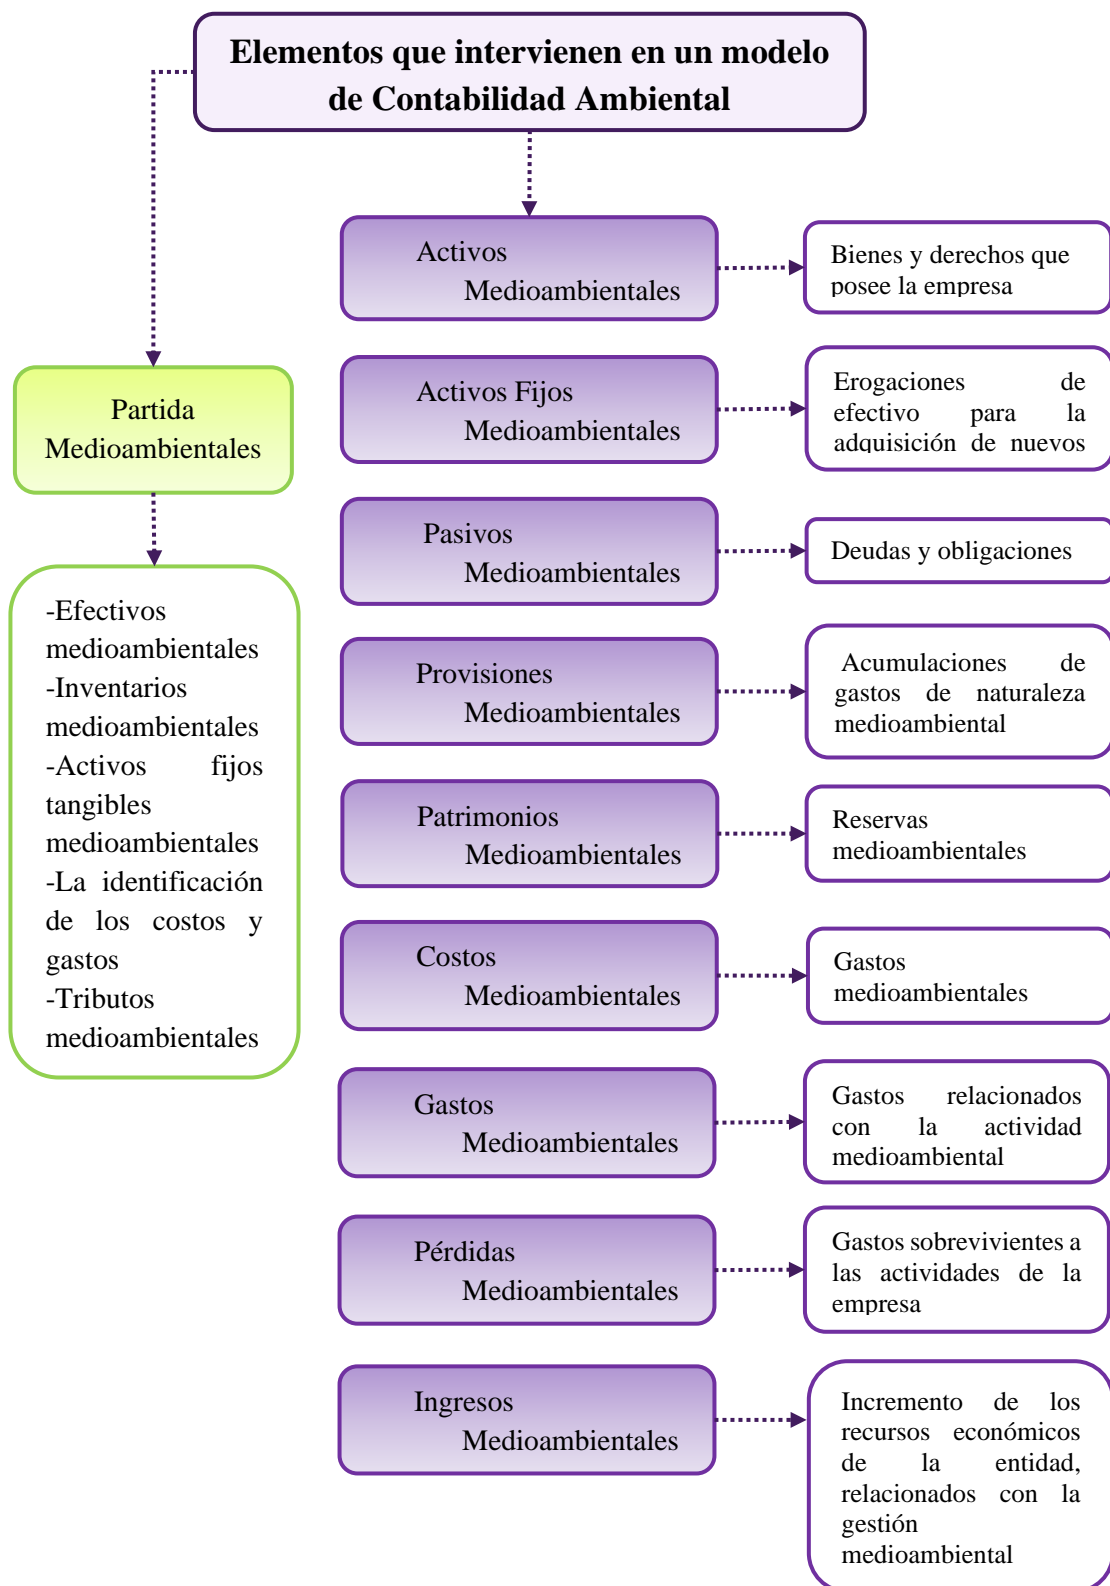 Elementos que intervienen en un modelo
de Contabilidad Ambiental
Partida
Medioambientales
-Efectivos
medioambientales
-Inventarios
medioambientales
-Activos fijos
tangibles
medioambientales
-La identificación
de los costos y
gastos
-Tributos
medioambientales
Activos
Medioambientales
Bienes y derechos que
posee la empresa
Activos Fijos
Medioambientales
Erogaciones de
efectivo para la
adquisición de nuevos
Pasivos
Medioambientales
Deudas y obligaciones
Provisiones
Medioambientales
Acumulaciones de
gastos de naturaleza
medioambiental
Patrimonios
Medioambientales
Reservas
medioambientales
Costos
Medioambientales
Gastos
medioambientales
Gastos
Medioambientales
Gastos relacionados
con la actividad
medioambiental
Pérdidas
Medioambientales
Gastos sobrevivientes a
las actividades de la
empresa
Ingresos
Medioambientales
Incremento de los
recursos económicos
de la entidad,
relacionados con la
gestión
medioambiental